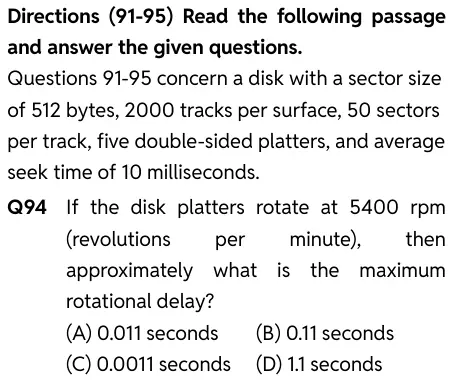 Directions (91-95) Read the following passage
and answer the given questions.
Questions 91-95 concern a disk with a sector size
of 512 bytes, 2000 tracks per surface, 50 sectors
per track, five double-sided platters, and average
seek time of 10 milliseconds.
Q94 If the disk platters rotate at 5400 rpm
(revolutions per minute), then
approximately what is the maximum
rotational delay?
(A) 0.011 seconds (B) 0.11 seconds
(C) 0.0011 seconds (D) 1.1 seconds